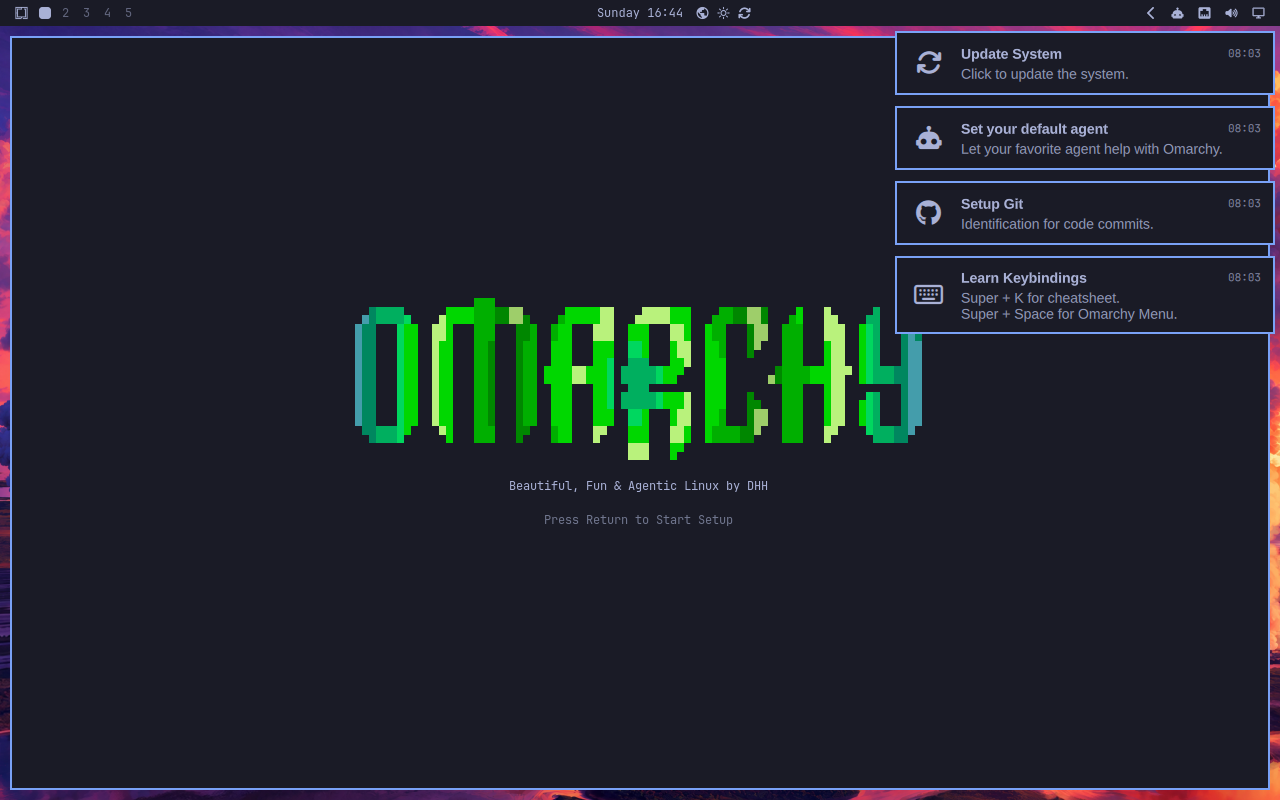 2 3 4 5
Sunday 16:44
Update System 08:03
Click to update the system.
Set your default agent 08:03
Let your favorite agent help with Omarchy.
Setup Git 08:03
Identification for code commits.
Learn Keybindings 08:03
Super + K for cheatsheet.
Super + Space for Omarchy Menu.
OMARCHY
Beautiful, Fun & Agentic Linux by DHH
Press Return to Start Setup